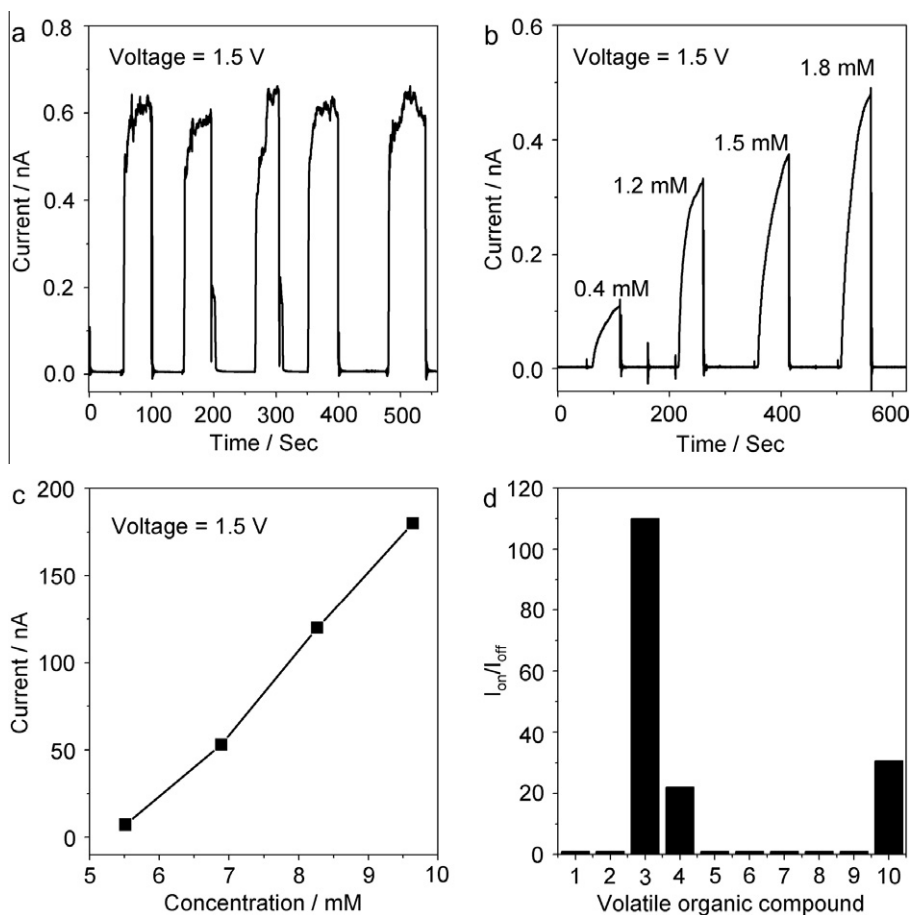 a
Voltage = 1.5 V
Current / nA
0.8
0.6
0.4
0.2
0.0
0 100 200 300 400 500
Time / Sec
b
Voltage = 1.5 V
0.4 mM
1.2 mM
1.5 mM
1.8 mM
Current / nA
0.6
0.4
0.2
0.0
0 200 400 600
Time / Sec
c
Voltage = 1.5 V
Current / nA
200
150
100
50
0
5 6 7 8 9 10
Concentration / mM
d
Ion/Ioff
120
100
80
60
40
20
0
1 2 3 4 5 6 7 8 9 10
Volatile organic compound